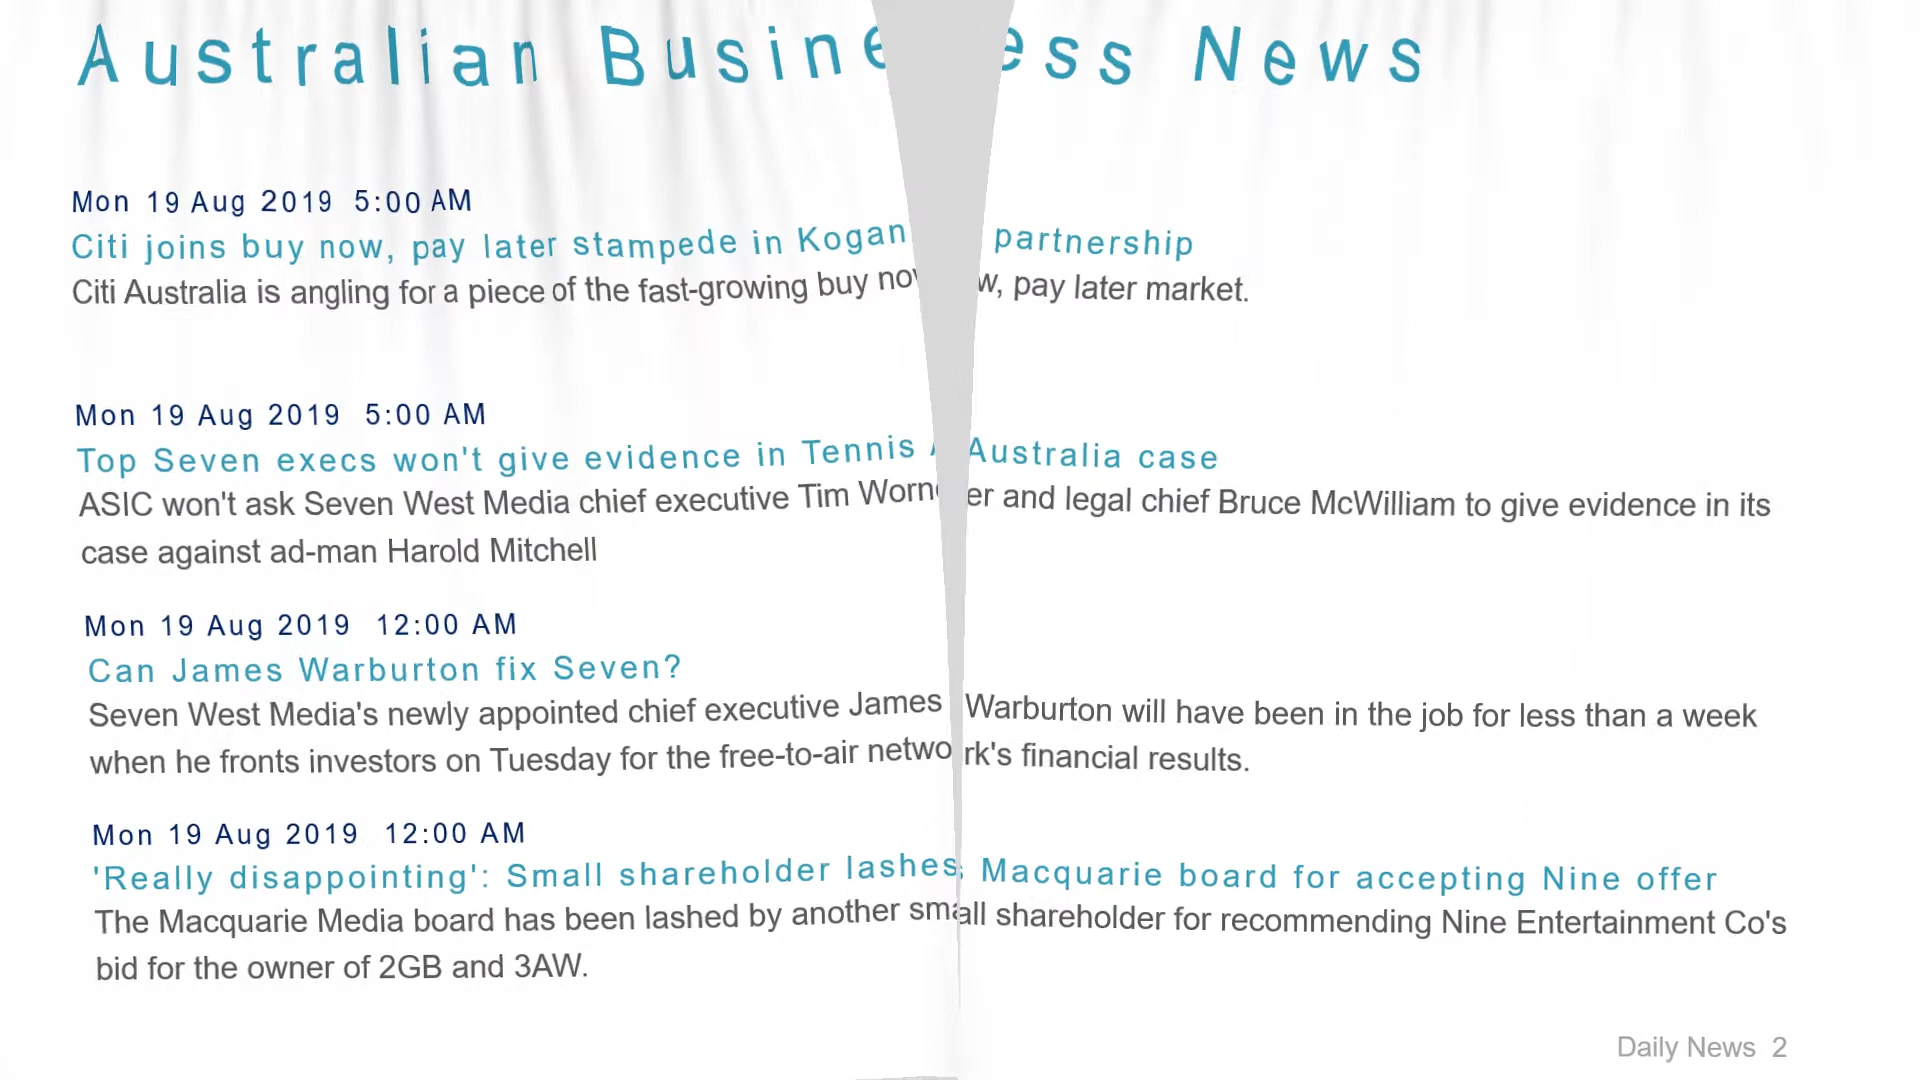 Australian Business News
Mon 19 Aug 2019 5:00 AM
Citi joins buy now, pay later stampede in Kogan partnership
Citi Australia is angling for a piece of the fast-growing buy now, pay later market.
Mon 19 Aug 2019 5:00 AM
Top Seven execs won't give evidence in Tennis Australia case
ASIC won't ask Seven West Media chief executive Tim Worner and legal chief Bruce McWilliam to give evidence in its
case against ad-man Harold Mitchell
Mon 19 Aug 2019 12:00 AM
Can James Warburton fix Seven?
Seven West Media's newly appointed chief executive James Warburton will have been in the job for less than a week
when he fronts investors on Tuesday for the free-to-air network's financial results.
Mon 19 Aug 2019 12:00 AM
'Really disappointing': Small shareholder lashes Macquarie board for accepting Nine offer
The Macquarie Media board has been lashed by another small shareholder for recommending Nine Entertainment Co's
bid for the owner of 2GB and 3AW.
Daily News 2